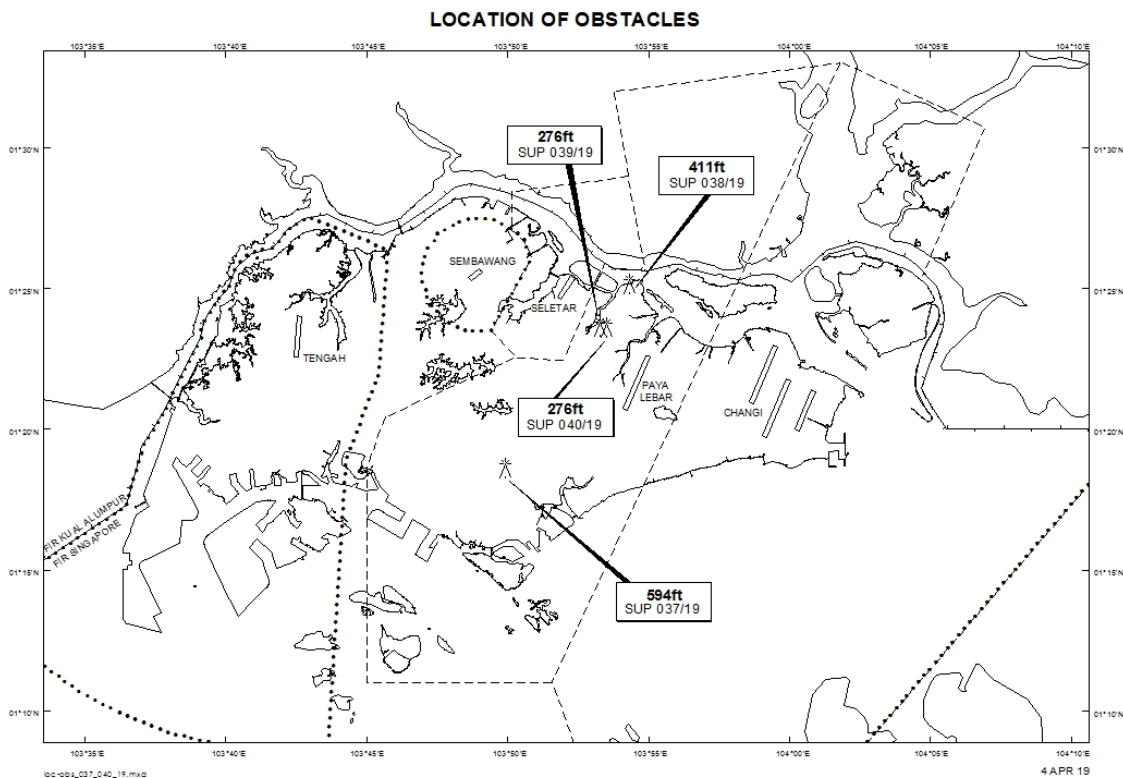 LOCATION OF OBSTACLES
103°35'E 103°40'E 103°45'E 103°50'E 103°55'E 104°00'E 104°05'E 104°10'E
01°30'N 01°30'N
276ft
SUP 039/19
411ft
SUP 038/19
SEMBAWANG
01°25'N 01°25'N
SELETAR
TENGAH
PAYA
LEBAR
CHANGI
276ft
SUP 040/19
01°20'N 01°20'N
FIR KUALA LUMPUR
FIR SINGAPORE
01°15'N 01°15'N
594ft
SUP 037/19
01°10'N 01°10'N
103°35'E 103°40'E 103°45'E 103°50'E 103°55'E 104°00'E 104°05'E 104°10'E
loc-obs_037_040_19.mxd
4 APR 19